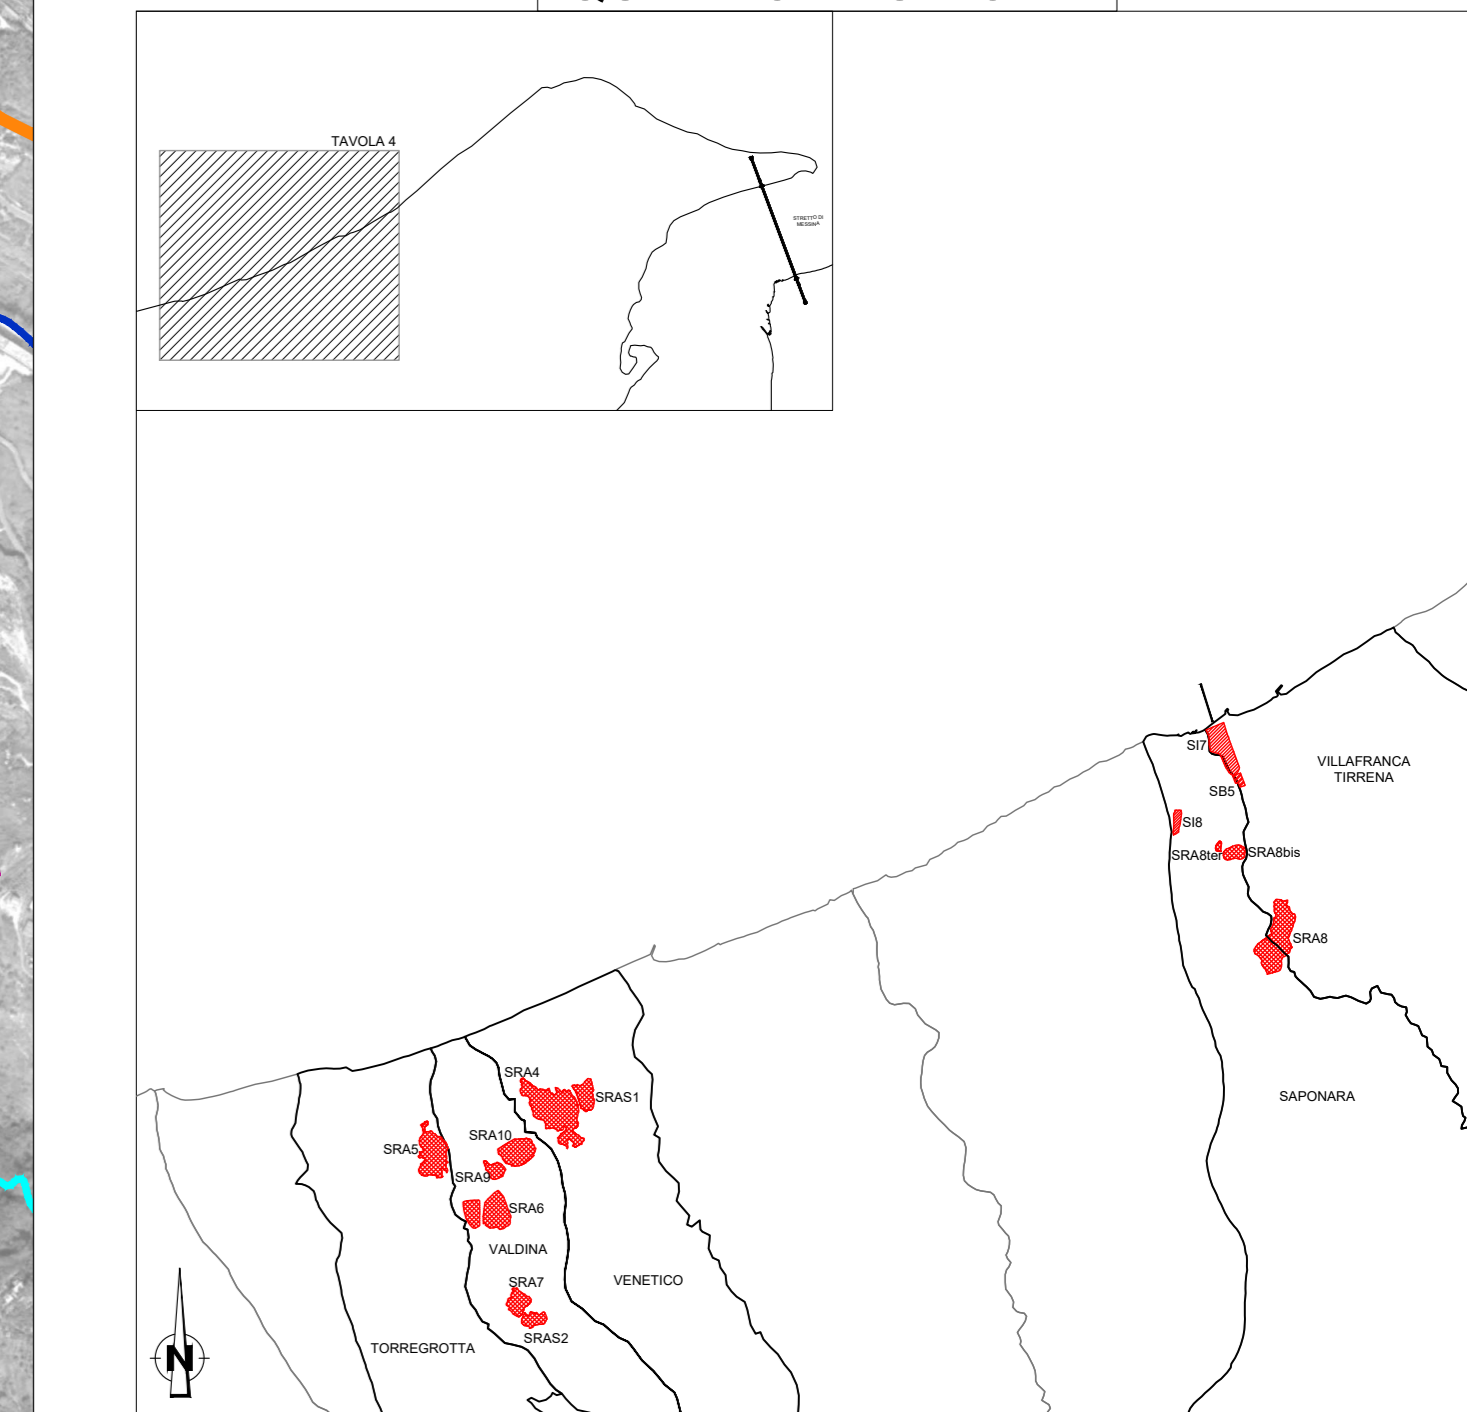 TAVOLA 4
STRETTO DI
MESSINA
SI7
VILLAFRANCA
TIRRENA
SB5
SI8
SRA8ter
SRA8bis
SRA8
SRA4
SRAS1
SAPONARA
SRA10
SRA5
SRA9
SRA6
VALDINA
VENETICO
SRA7
SRAS2
TORREGROTTA
N